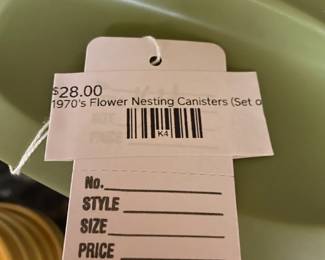 $28.00
1970's Flower Nesting Canisters (Set o
K4
No.
STYLE
SIZE
PRICE